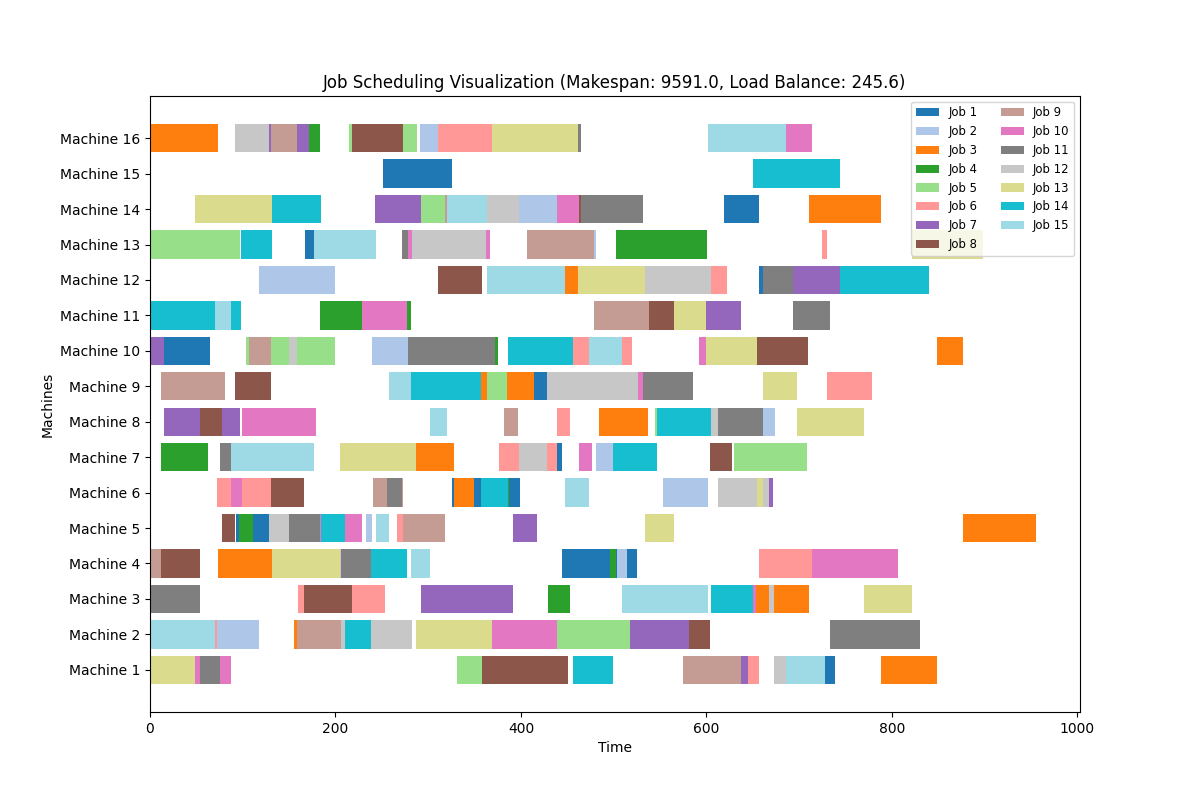 Job Scheduling Visualization (Makespan: 9591.0, Load Balance: 245.6)
Job 1
Job 2
Job 3
Job 4
Job 5
Job 6
Job 7
Job 8
Job 9
Job 10
Job 11
Job 12
Job 13
Job 14
Job 15
Machines
Machine 16
Machine 15
Machine 14
Machine 13
Machine 12
Machine 11
Machine 10
Machine 9
Machine 8
Machine 7
Machine 6
Machine 5
Machine 4
Machine 3
Machine 2
Machine 1
0 200 400 600 800 1000
Time